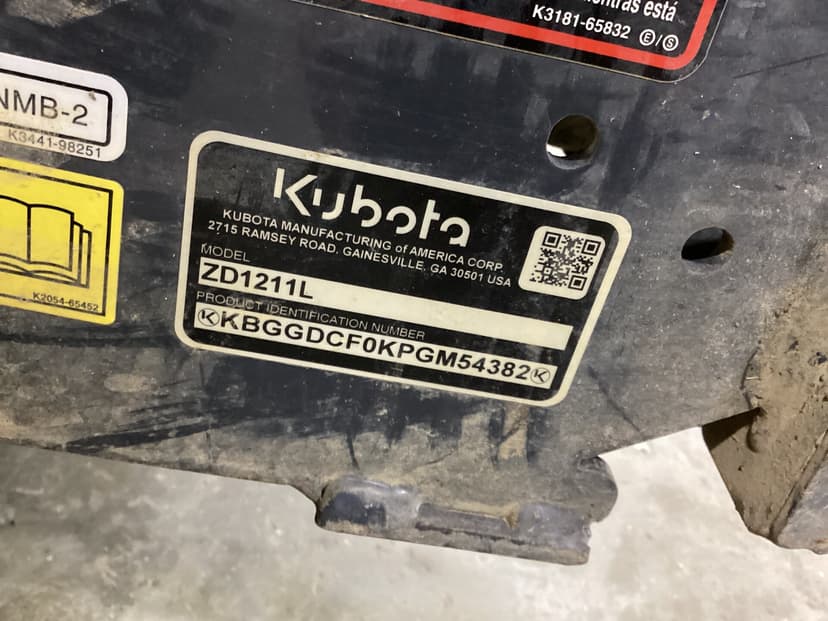 mientras está
K3181-65832 Ⓔ/Ⓢ
NMB-2
K3441-98251
K2054-65452
Kubota
KUBOTA MANUFACTURING of AMERICA CORP.
2715 RAMSEY ROAD, GAINESVILLE, GA 30501 USA
MODEL
ZD1211L
PRODUCT IDENTIFICATION NUMBER
KBGGDCF0KPGM54382